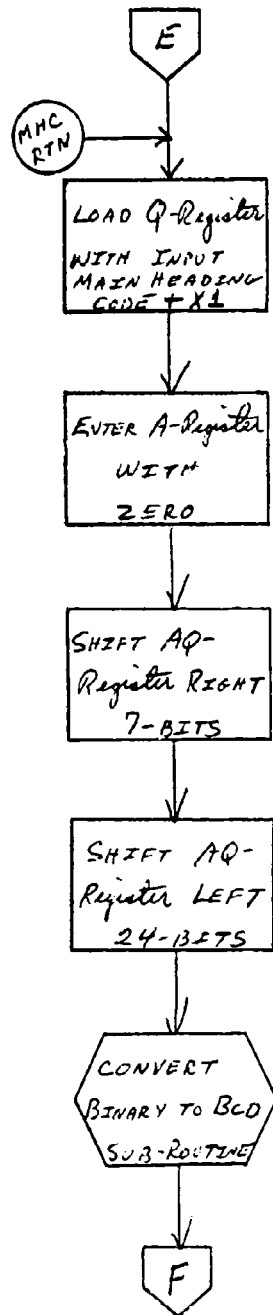 E
MHC
RTN
LOAD Q-Register
WITH INPUT
MAIN HEADING
CODE + X1
ENTER A-Register
WITH
ZERO
SHIFT AQ-
Register RIGHT
7-BITS
SHIFT AQ-
Register LEFT
24-BITS
CONVERT
BINARY TO BCD
SUB-ROUTINE
F